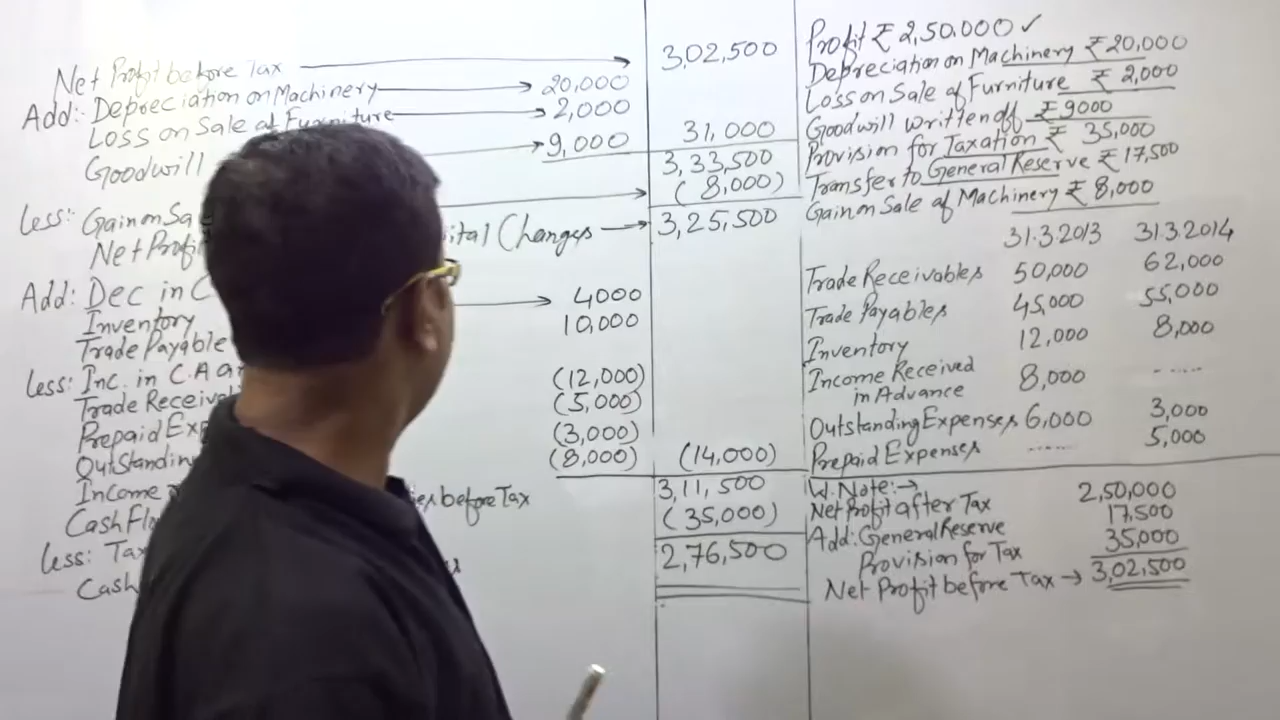 Net Profit before Tax 3,02,500
Add:- Depreciation on Machinery 20,000
Loss on Sale of Furniture 2,000
Goodwill 9,000 31,000
3,33,500
Less:- Gain on Sa (8,000)
Net Profit ital Changes 3,25,500
Add: Dec in C
Inventory 4000
Trade Payable 10,000
Less: Inc. in C.A a
Trade Receiv (12,000)
Prepaid Exp (5,000)
Outstanding (3,000)
Income (8,000) (14,000)
Cash Flo before Tax 3,11,500
Less: Tax (35,000)
Cash 2,76,500
Profit ₹ 2,50,000 ✓
Depreciation on Machinery ₹ 20,000
Loss on Sale of Furniture ₹ 2,000
Goodwill written off ₹ 9000
Provision for Taxation ₹ 35,000
Transfer to General Reserve ₹ 17,500
Gain on Sale of Machinery ₹ 8,000
31.3.2013 31.3.2014
Trade Receivables 50,000 62,000
Trade Payables 45,000 55,000
Inventory 12,000 8,000
Income Received
in Advance 8,000 .....
Outstanding Expenses 6,000 3,000
Prepaid Expenses ...... 5,000
W. Note:→
Net Profit after Tax 2,50,000
Add: General Reserve 17,500
Provision for Tax 35,000
Net Profit before Tax → 3,02,500